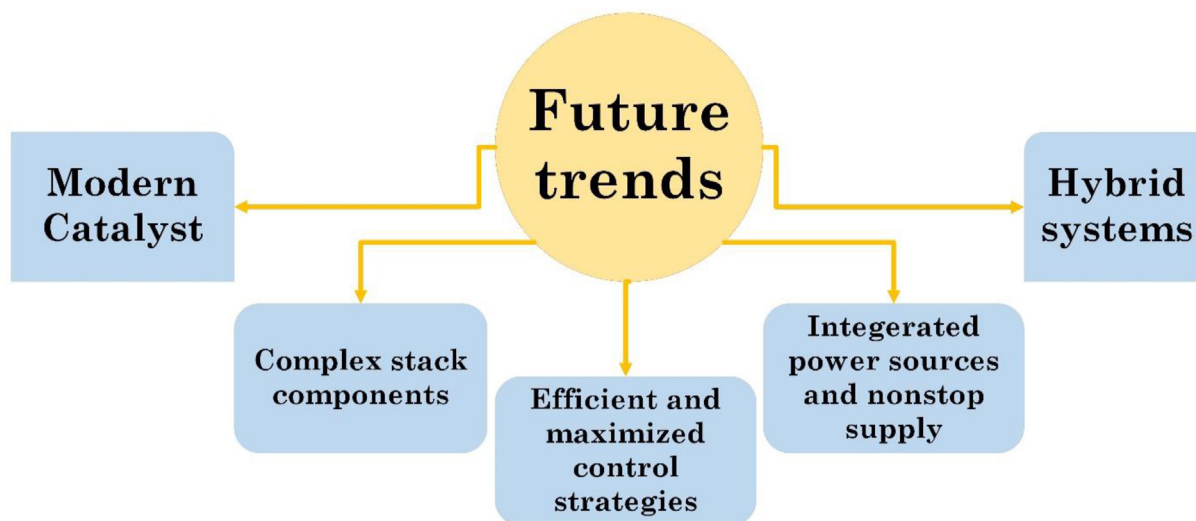 Future
trends
Modern
Catalyst
Hybrid
systems
Complex stack
components
Efficient and
maximized
control
strategies
Integerated
power sources
and nonstop
supply